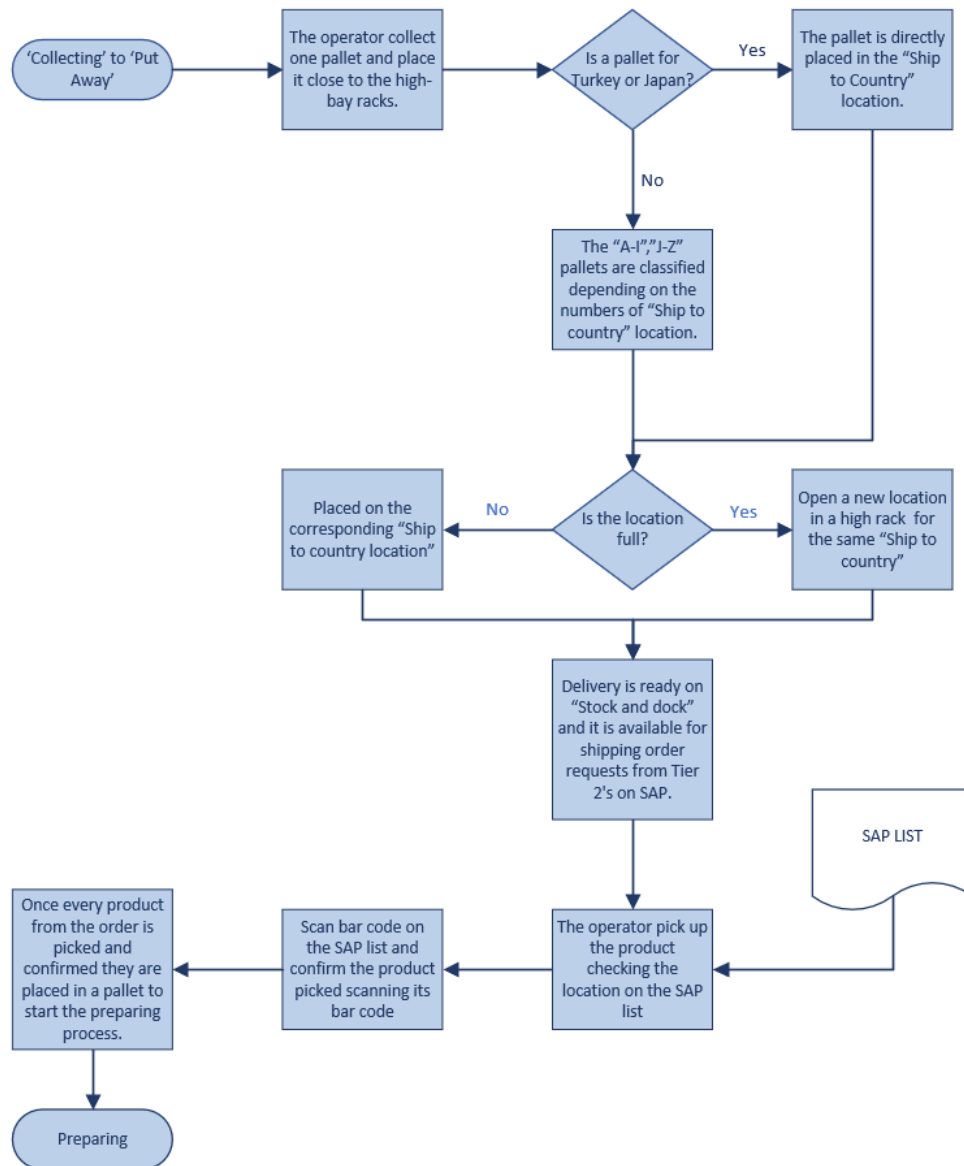 ‘Collecting’ to ‘Put
Away’
The operator collect
one pallet and place
it close to the high-
bay racks.
Is a pallet for
Turkey or Japan?
Yes
The pallet is directly
placed in the “Ship
to Country”
location.
No
The “A-I”,”J-Z”
pallets are classified
depending on the
numbers of “Ship to
country” location.
Placed on the
corresponding “Ship
to country location”
No
Is the location
full?
Yes
Open a new location
in a high rack for
the same “Ship to
country”
Delivery is ready on
“Stock and dock”
and it is available for
shipping order
requests from Tier
2's on SAP.
SAP LIST
The operator pick up
the product
checking the
location on the SAP
list
Scan bar code on
the SAP list and
confirm the product
picked scanning its
bar code
Once every product
from the order is
picked and
confirmed they are
placed in a pallet to
start the preparing
process.
Preparing